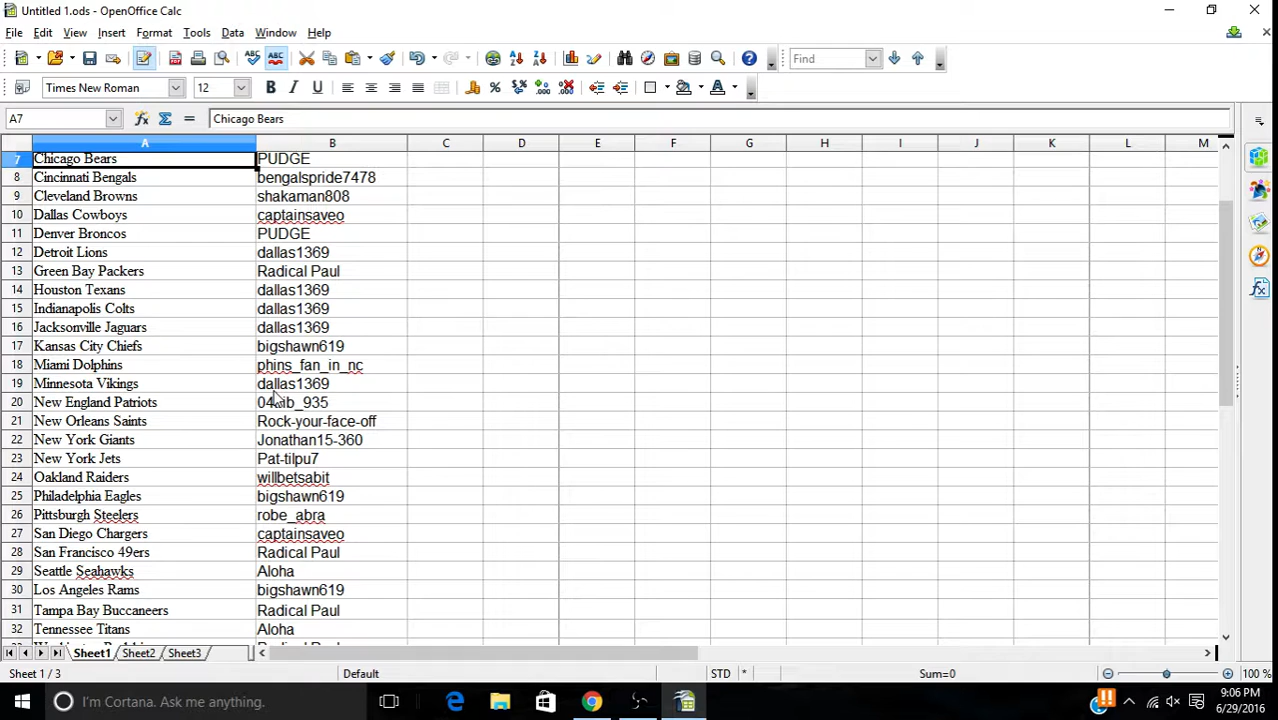 Untitled 1.ods - OpenOffice Calc
File Edit View Insert Format Tools Data Window Help
Find
Times New Roman 12
A7 Chicago Bears
A B C D E F G H I J K L M
7 Chicago Bears PUDGE
8 Cincinnati Bengals bengalspride7478
9 Cleveland Browns shakaman808
10 Dallas Cowboys captainsaveo
11 Denver Broncos PUDGE
12 Detroit Lions dallas1369
13 Green Bay Packers Radical Paul
14 Houston Texans dallas1369
15 Indianapolis Colts dallas1369
16 Jacksonville Jaguars dallas1369
17 Kansas City Chiefs bigshawn619
18 Miami Dolphins phins_fan_in_nc
19 Minnesota Vikings dallas1369
20 New England Patriots
21 New Orleans Saints Rock-your-face-off
22 New York Giants Jonathan15-360
23 New York Jets Pat-tilpu7
24 Oakland Raiders willbetsabit
25 Philadelphia Eagles bigshawn619
26 Pittsburgh Steelers robe_abra
27 San Diego Chargers captainsaveo
28 San Francisco 49ers Radical Paul
29 Seattle Seahawks Aloha
30 Los Angeles Rams bigshawn619
31 Tampa Bay Buccaneers Radical Paul
32 Tennessee Titans Aloha
Sheet1 Sheet2 Sheet3
Sheet 1 / 3 Default STD * Sum=0 100 %
I'm Cortana. Ask me anything.
9:06 PM
6/29/2016